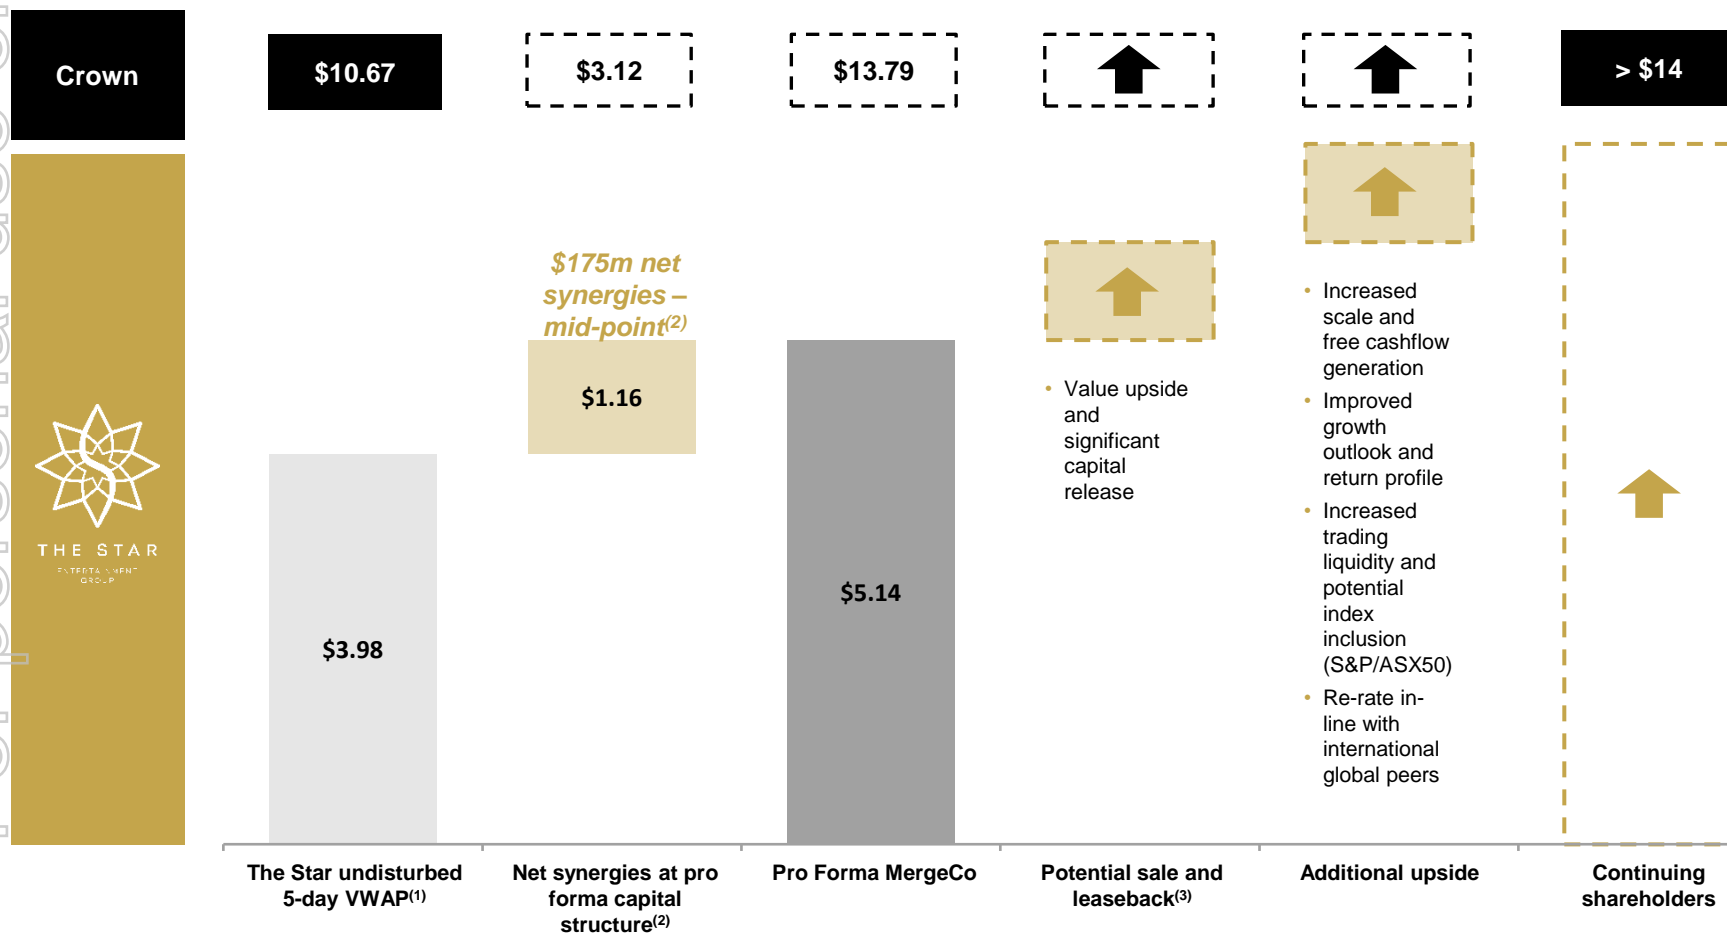 Crown
$10.67
$3.12
$13.79
> $14
$175m net
synergies –
mid-point(2)
$1.16
$3.98
$5.14
• Value upside
and
significant
capital
release
• Increased
scale and
free cashflow
generation
• Improved
growth
outlook and
return profile
• Increased
trading
liquidity and
potential
index
inclusion
(S&P/ASX50)
• Re-rate in-
line with
international
global peers
THE STAR
ENTERTAINMENT
GROUP
The Star undisturbed
5-day VWAP(1)
Net synergies at pro
forma capital
structure(2)
Pro Forma MergeCo
Potential sale and
leaseback(3)
Additional upside
Continuing
shareholders